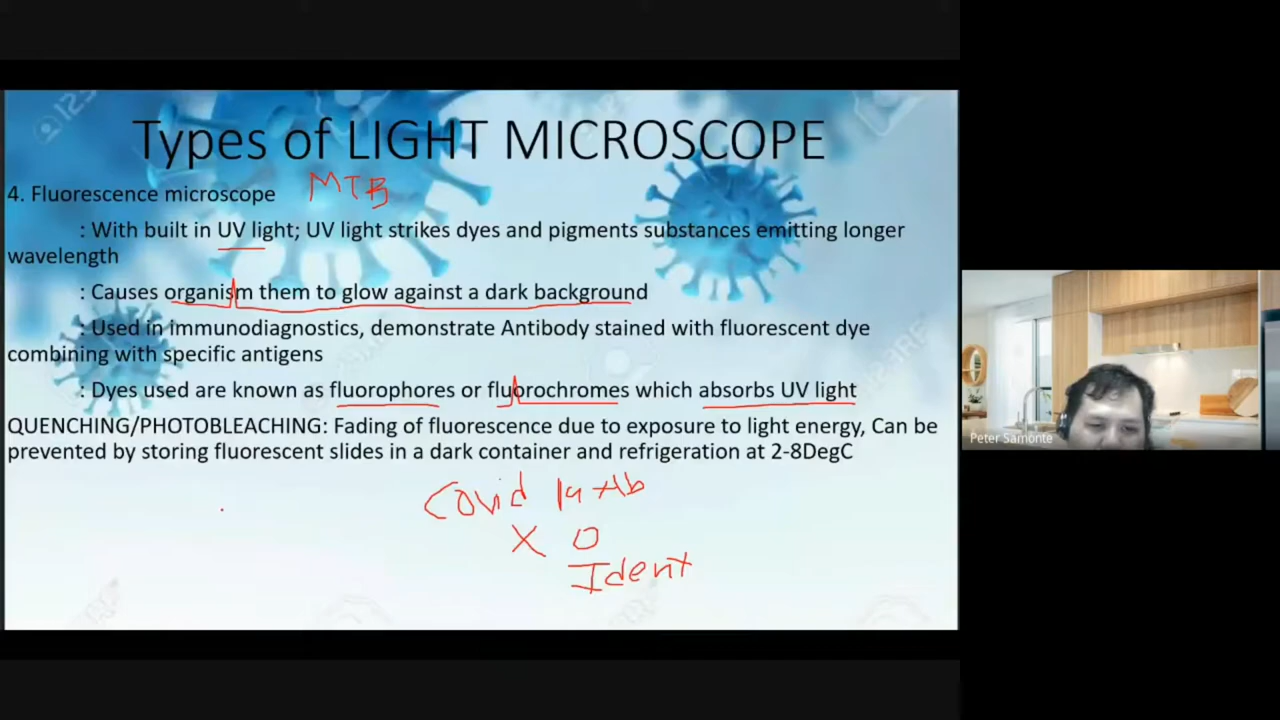 Types of LIGHT MICROSCOPE
4. Fluorescence microscope MTB
: With built in UV light; UV light strikes dyes and pigments substances emitting longer
wavelength
: Causes organism them to glow against a dark background
: Used in immunodiagnostics, demonstrate Antibody stained with fluorescent dye
combining with specific antigens
: Dyes used are known as fluorophores or fluorochromes which absorbs UV light
QUENCHING/PHOTOBLEACHING: Fading of fluorescence due to exposure to light energy, Can be
prevented by storing fluorescent slides in a dark container and refrigeration at 2-8DegC
Covid Ab
X O
Ident
Peter Samonte